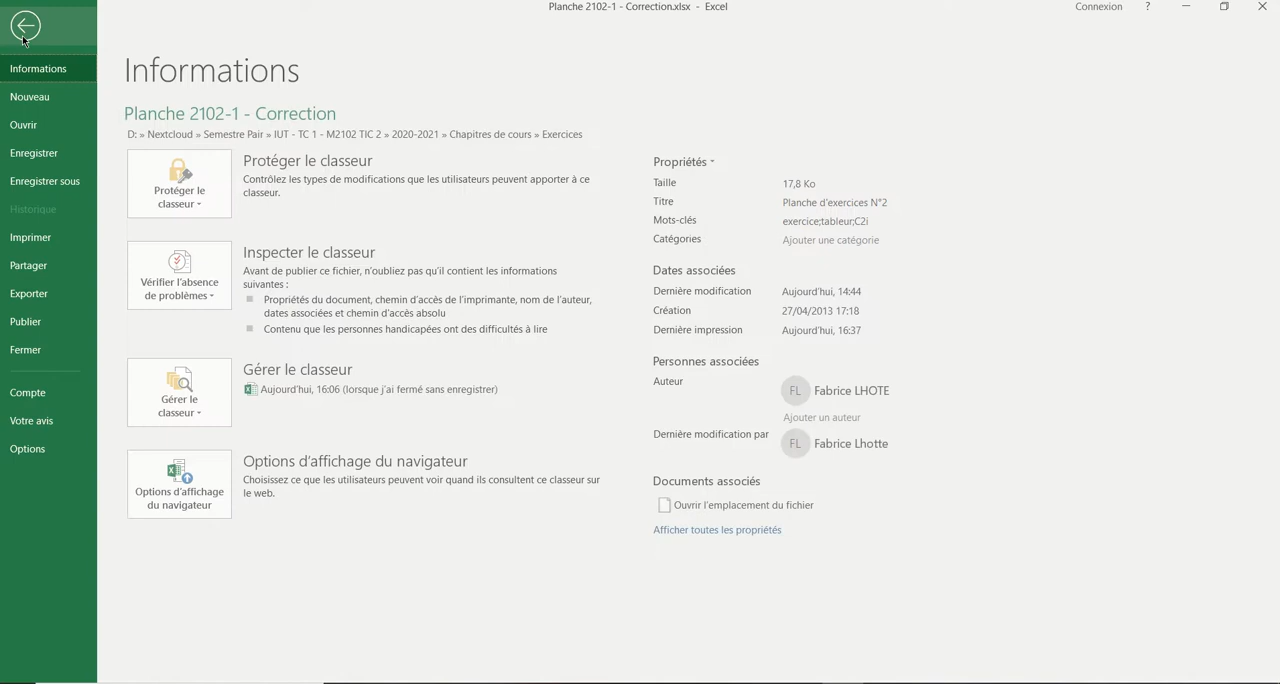 Planche 2102-1 - Correction.xlsx - Excel
Connexion
?
Informations
Nouveau
Ouvrir
Enregistrer
Enregistrer sous
Historique
Imprimer
Partager
Exporter
Publier
Fermer
Compte
Votre avis
Options
Informations
Planche 2102-1 - Correction
D: » Nextcloud » Semestre Pair » IUT - TC 1 - M2102 TIC 2 » 2020-2021 » Chapitres de cours » Exercices
Protéger le
classeur
Protéger le classeur
Contrôlez les types de modifications que les utilisateurs peuvent apporter à ce
classeur.
Vérifier l'absence
de problèmes
Inspecter le classeur
Avant de publier ce fichier, n'oubliez pas qu'il contient les informations
suivantes :
Propriétés du document, chemin d'accès de l'imprimante, nom de l'auteur,
dates associées et chemin d'accès absolu
Contenu que les personnes handicapées ont des difficultés à lire
Gérer le
classeur
Gérer le classeur
Aujourd'hui, 16:06 (lorsque j'ai fermé sans enregistrer)
Options d'affichage
du navigateur
Options d'affichage du navigateur
Choisissez ce que les utilisateurs peuvent voir quand ils consultent ce classeur sur
le web.
Propriétés
Taille 17,8 Ko
Titre Planche d'exercices N°2
Mots-clés exercice;tableur;C2i
Catégories Ajouter une catégorie
Dates associées
Dernière modification Aujourd'hui, 14:44
Création 27/04/2013 17:18
Dernière impression Aujourd'hui, 16:37
Personnes associées
Auteur
FL Fabrice LHOTE
Ajouter un auteur
Dernière modification par
FL Fabrice Lhotte
Documents associés
Ouvrir l'emplacement du fichier
Afficher toutes les propriétés